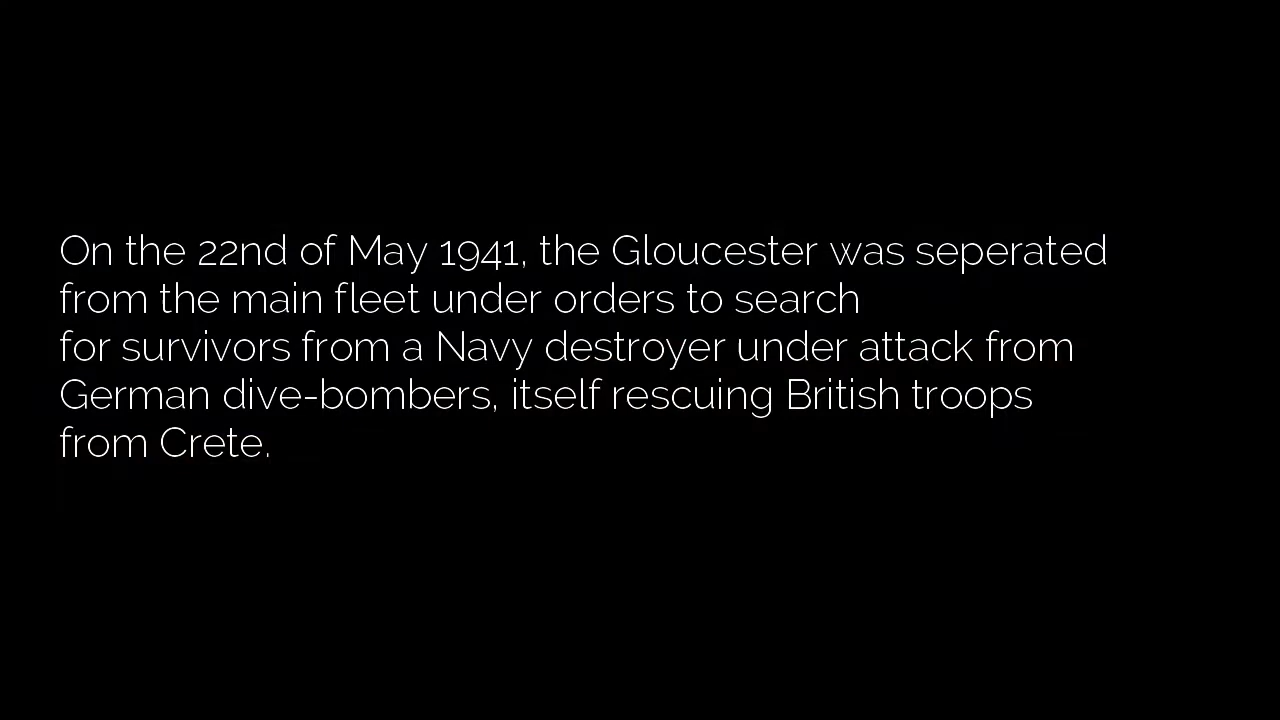 On the 22nd of May 1941, the Gloucester was seperated
from the main fleet under orders to search
for survivors from a Navy destroyer under attack from
German dive-bombers, itself rescuing British troops
from Crete.